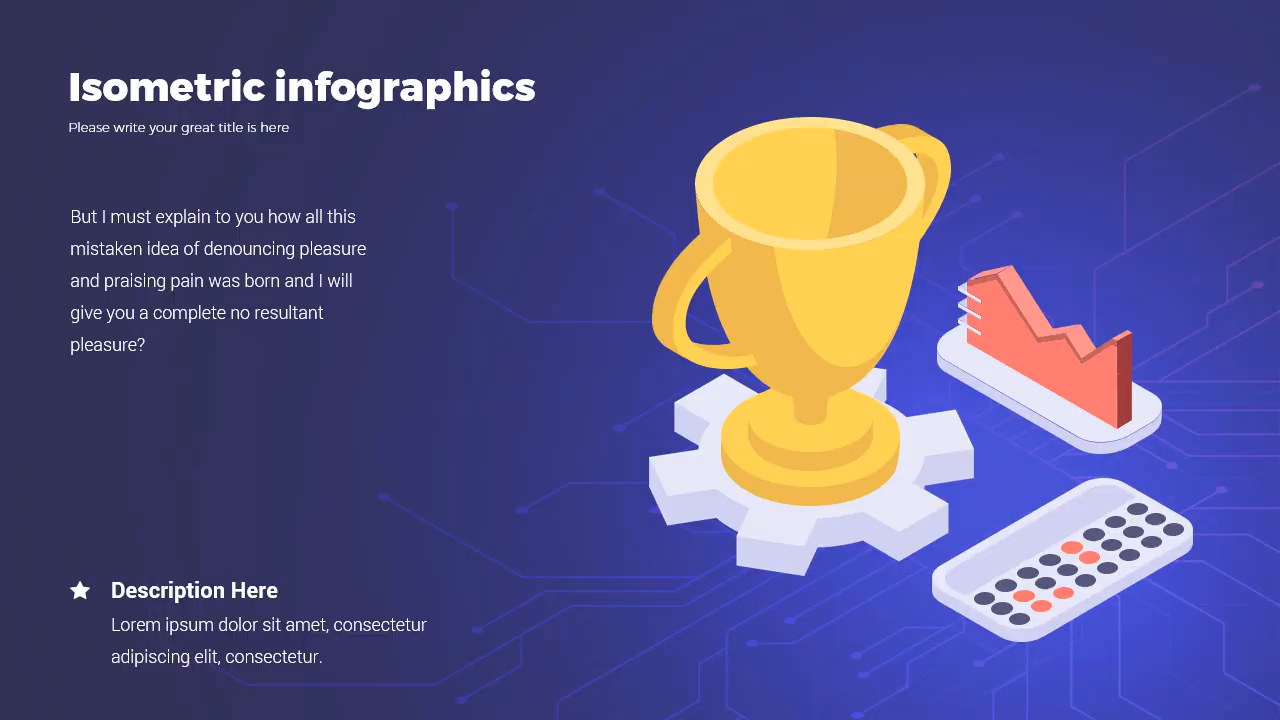 Isometric infographics
Please write your great title is here
But I must explain to you how all this
mistaken idea of denouncing pleasure
and praising pain was born and I will
give you a complete no resultant
pleasure?
Description Here
Lorem ipsum dolor sit amet, consectetur
adipiscing elit, consectetur.